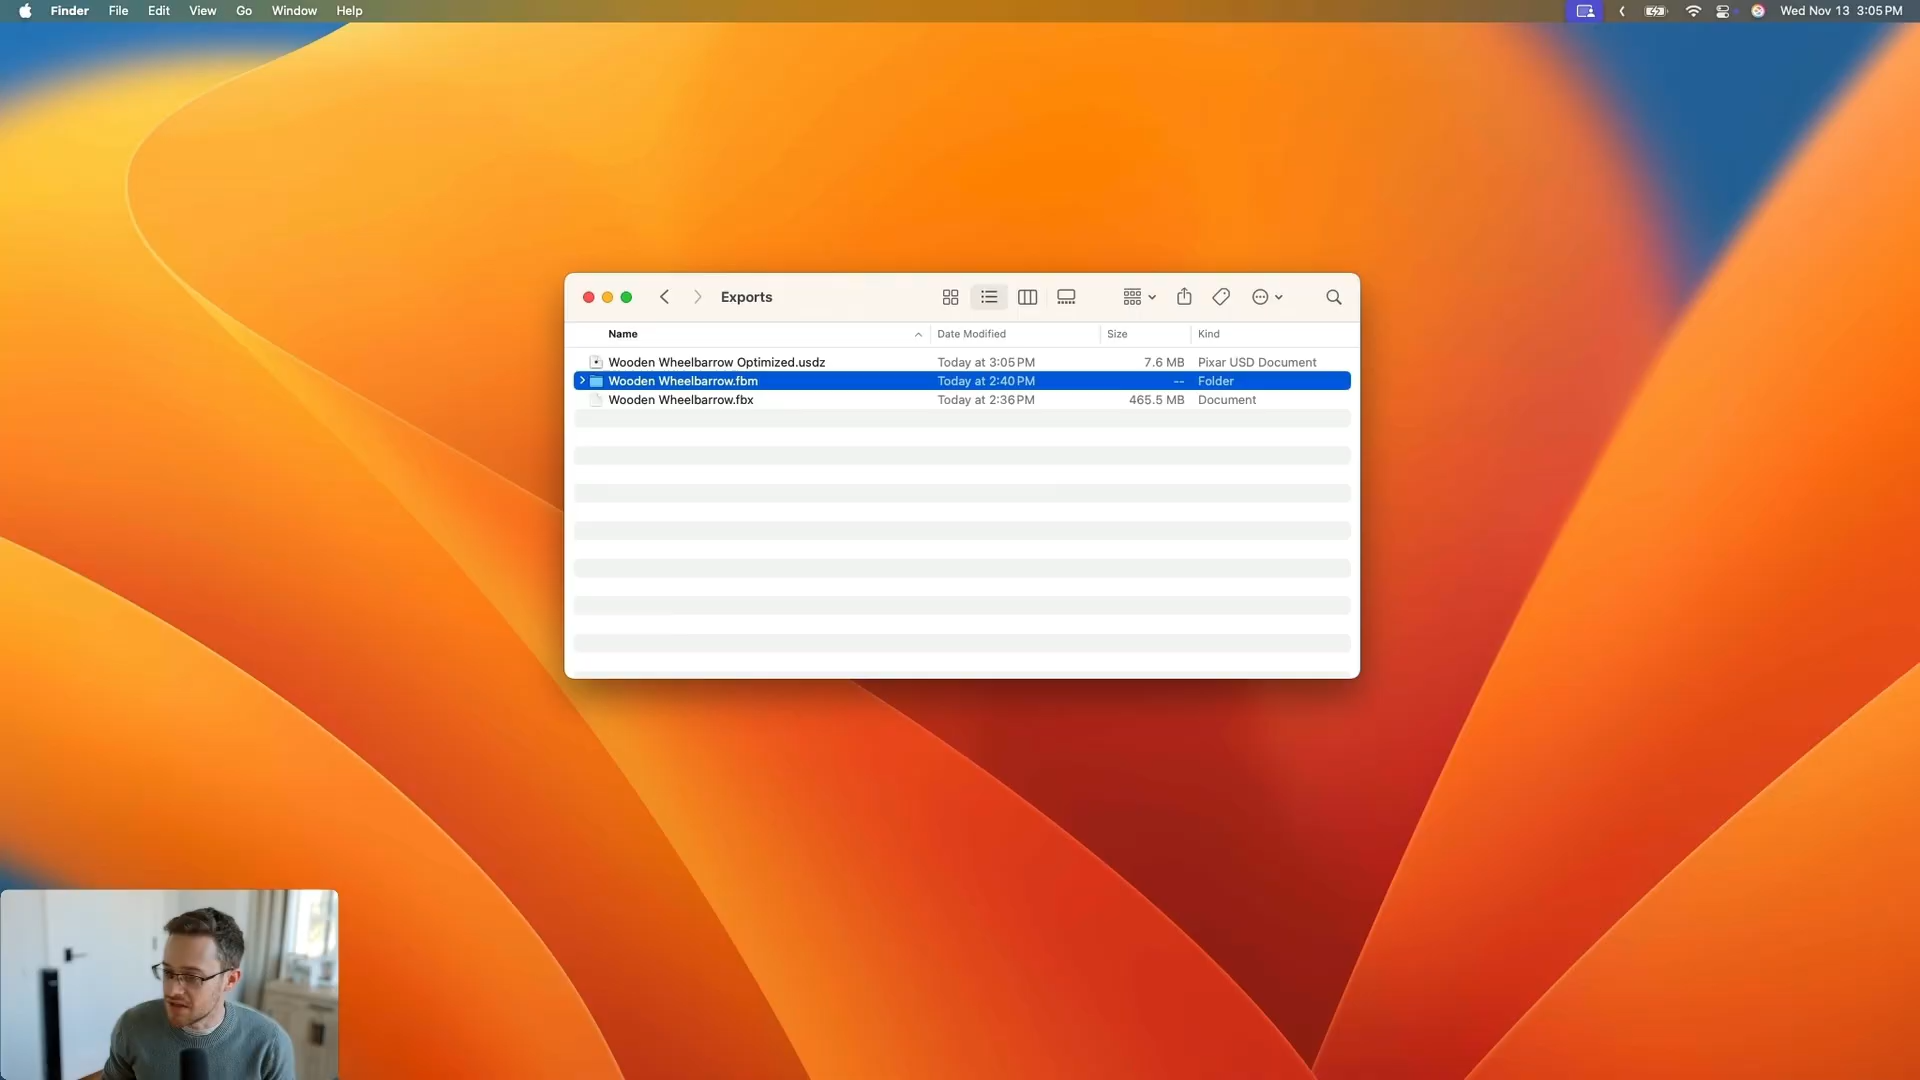 Finder File Edit View Go Window Help Wed Nov 13 3:05 PM
Exports
Name Date Modified Size Kind
Wooden Wheelbarrow Optimized.usdz Today at 3:05 PM 7.6 MB Pixar USD Document
Wooden Wheelbarrow.fbm Today at 2:40 PM -- Folder
Wooden Wheelbarrow.fbx Today at 2:36 PM 465.5 MB Document